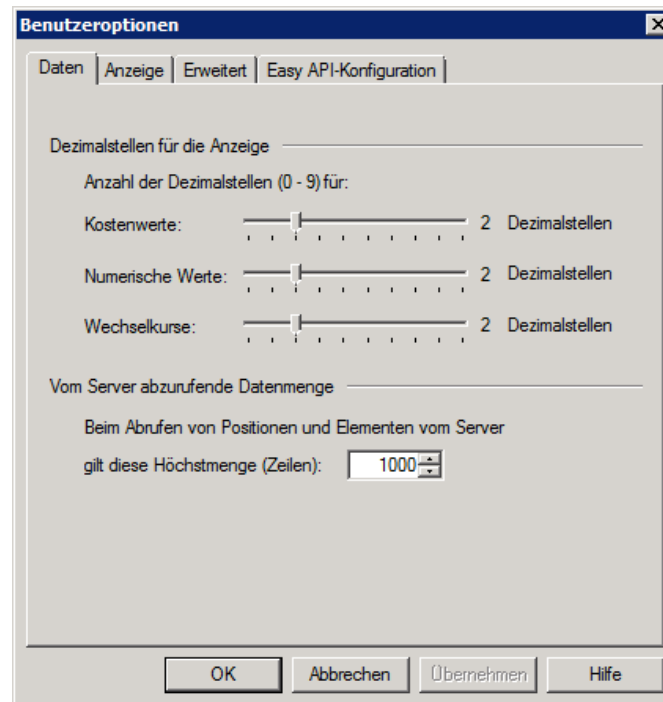 Benutzeroptionen
Daten Anzeige Erweitert Easy API-Konfiguration
Dezimalstellen für die Anzeige
Anzahl der Dezimalstellen (0 - 9) für:
Kostenwerte: 2 Dezimalstellen
Numerische Werte: 2 Dezimalstellen
Wechselkurse: 2 Dezimalstellen
Vom Server abzurufende Datenmenge
Beim Abrufen von Positionen und Elementen vom Server
gilt diese Höchstmenge (Zeilen): 1000
OK Abbrechen Übernehmen Hilfe